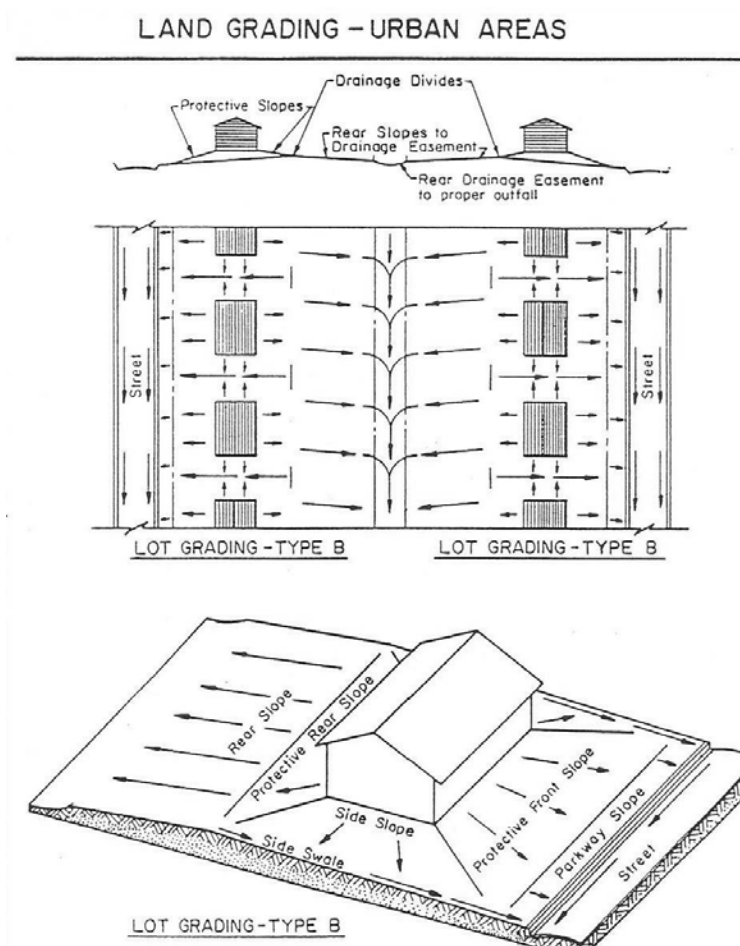 LAND GRADING - URBAN AREAS
Drainage Divides
Protective Slopes
Rear Slopes to
Drainage Easement
Rear Drainage Easement
to proper outfall
Street
Street
LOT GRADING - TYPE B
LOT GRADING - TYPE B
Rear Slope
Protective Rear Slope
Side Slope
Protective Front Slope
Side Swale
Parkway Slope
Street
LOT GRADING - TYPE B